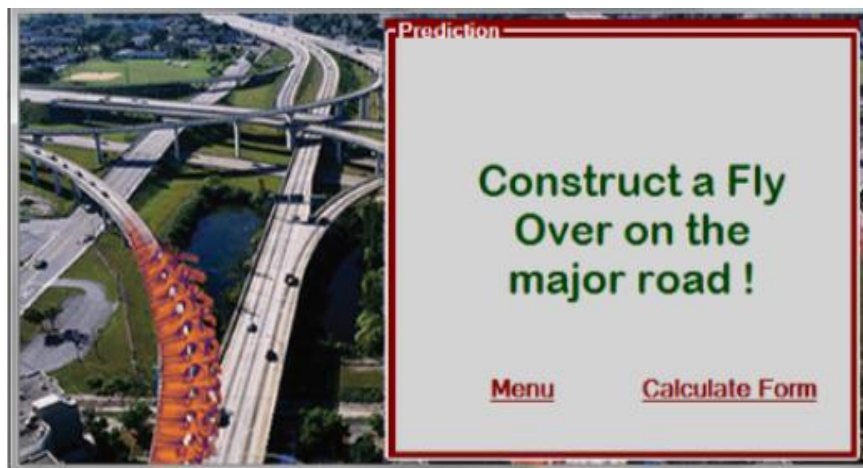 Prediction
Construct a Fly
Over on the
major road !
Menu
Calculate Form